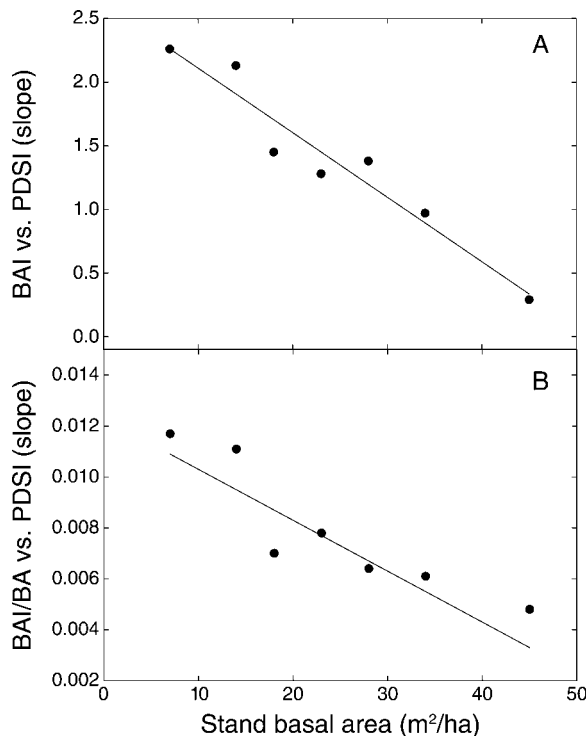 A
BAI vs. PDSI (slope)
2.5
2.0
1.5
1.0
0.5
0.0
B
BAI/BA vs. PDSI (slope)
0.014
0.012
0.010
0.008
0.006
0.004
0.002
0 10 20 30 40 50
Stand basal area (m²/ha)